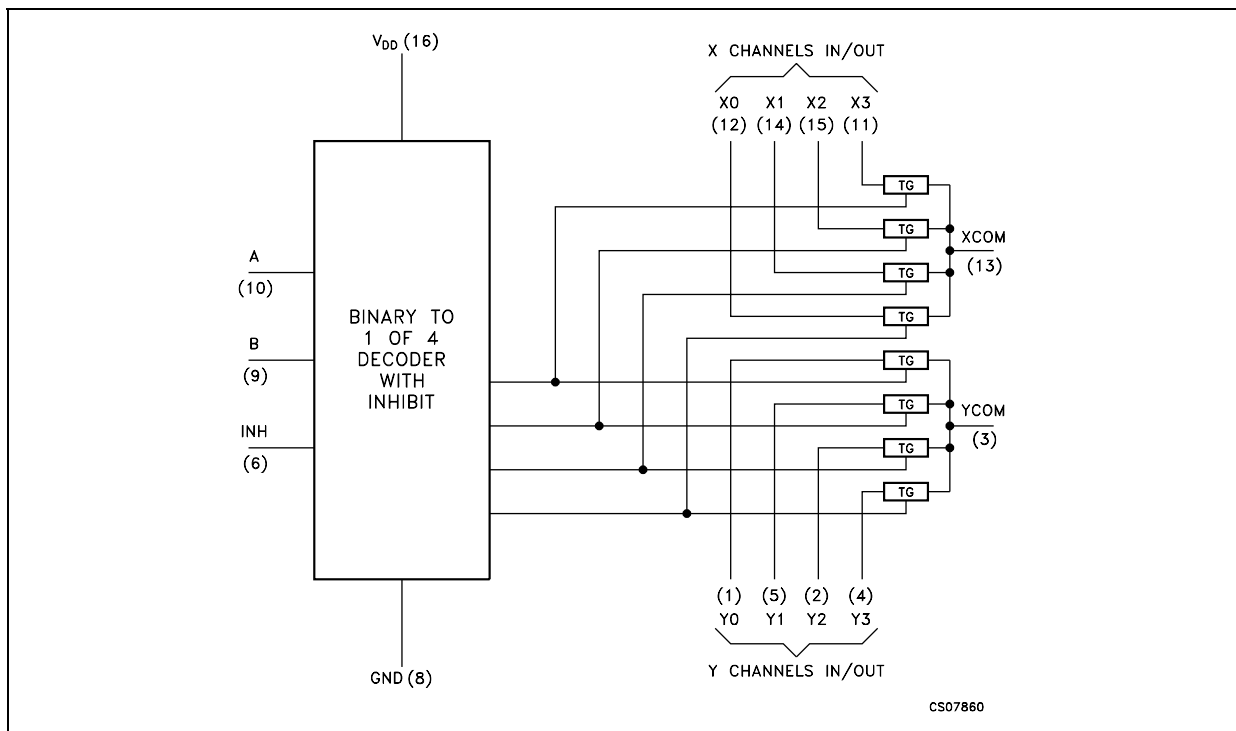 V_DD (16)
X CHANNELS IN/OUT
X0 X1 X2 X3
(12) (14) (15) (11)
TG
TG
XCOM
(13)
TG
TG
A
(10)
B
(9)
INH
(6)
BINARY TO
1 OF 4
DECODER
WITH
INHIBIT
TG
TG
YCOM
(3)
TG
TG
(1) (5) (2) (4)
Y0 Y1 Y2 Y3
Y CHANNELS IN/OUT
GND (8)
CS07860